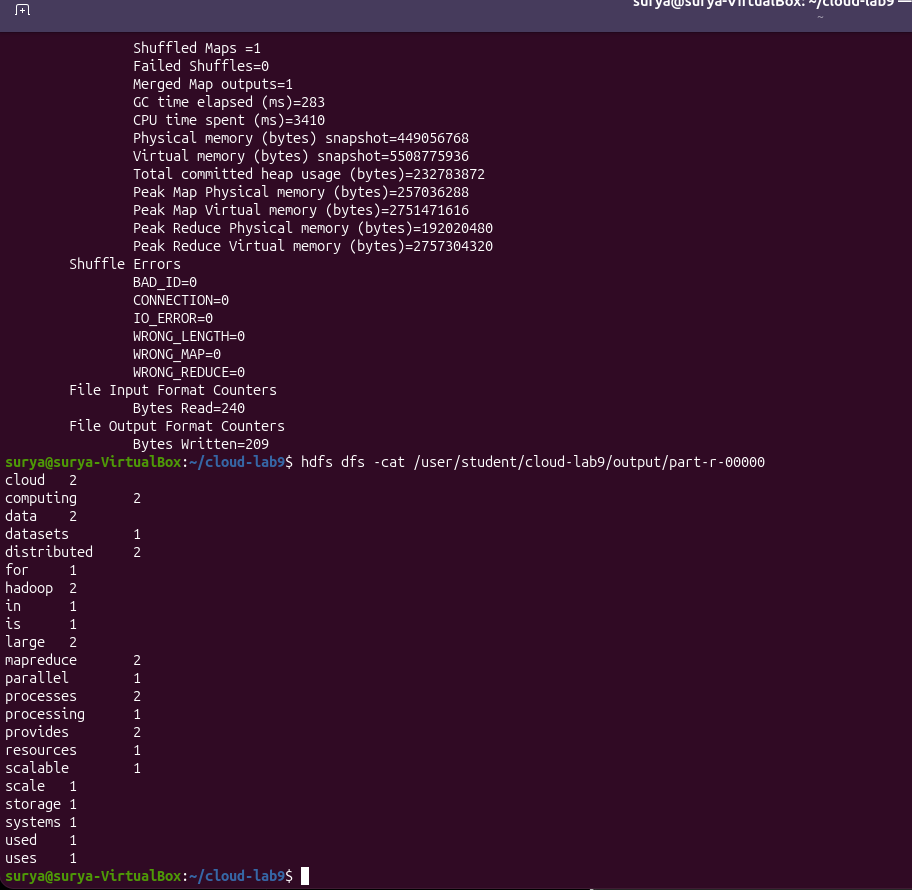 surya@surya-VirtualBox: ~/cloud-lab9
~
Shuffled Maps =1
Failed Shuffles=0
Merged Map outputs=1
GC time elapsed (ms)=283
CPU time spent (ms)=3410
Physical memory (bytes) snapshot=449056768
Virtual memory (bytes) snapshot=5508775936
Total committed heap usage (bytes)=232783872
Peak Map Physical memory (bytes)=257036288
Peak Map Virtual memory (bytes)=2751471616
Peak Reduce Physical memory (bytes)=192020480
Peak Reduce Virtual memory (bytes)=2757304320
Shuffle Errors
BAD_ID=0
CONNECTION=0
IO_ERROR=0
WRONG_LENGTH=0
WRONG_MAP=0
WRONG_REDUCE=0
File Input Format Counters
Bytes Read=240
File Output Format Counters
Bytes Written=209
surya@surya-VirtualBox:~/cloud-lab9$ hdfs dfs -cat /user/student/cloud-lab9/output/part-r-00000
cloud 2
computing 2
data 2
datasets 1
distributed 2
for 1
hadoop 2
in 1
is 1
large 2
mapreduce 2
parallel 1
processes 2
processing 1
provides 2
resources 1
scalable 1
scale 1
storage 1
systems 1
used 1
uses 1
surya@surya-VirtualBox:~/cloud-lab9$